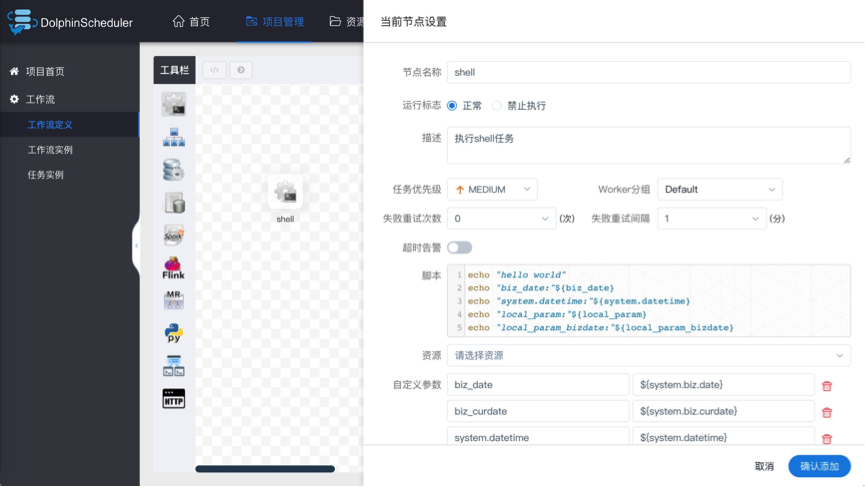 DolphinScheduler
首页
项目管理
资源
当前节点设置
项目首页
工作流
工作流定义
工作流实例
任务实例
工具栏
</>
shell
Spark
Flink
MR
py
HTTP
节点名称 shell
运行标志 正常 禁止执行
描述 执行shell任务
任务优先级 MEDIUM Worker分组 Default
失败重试次数 0 (次) 失败重试间隔 1 (分)
超时告警
脚本
1 echo "hello world"
2 echo "biz_date:"${biz_date}
3 echo "system.datetime:"${system.datetime}
4 echo "local_param:"${local_param}
5 echo "local_param_bizdate:"${local_param_bizdate}
资源 请选择资源
自定义参数 biz_date ${system.biz.date}
biz_curdate ${system.biz.curdate}
system.datetime ${system.datetime}
取消 确认添加